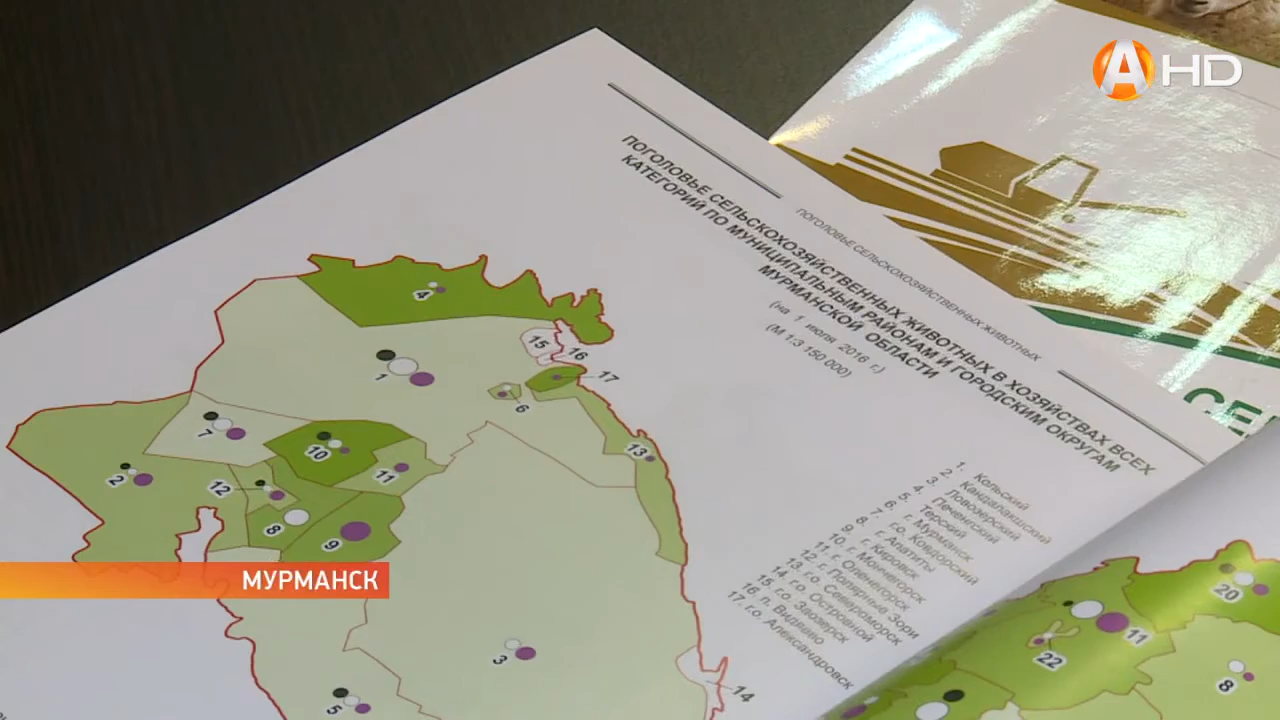 А HD
ПОГОЛОВЬЕ СЕЛЬСКОХОЗЯЙСТВЕННЫХ ЖИВОТНЫХ
ПОГОЛОВЬЕ СЕЛЬСКОХОЗЯЙСТВЕННЫХ ЖИВОТНЫХ В ХОЗЯЙСТВАХ ВСЕХ
КАТЕГОРИЙ ПО МУНИЦИПАЛЬНЫМ РАЙОНАМ И ГОРОДСКИМ ОКРУГАМ
МУРМАНСКОЙ ОБЛАСТИ
(на 1 июля 2016 г.)
(М 1:3 150 000)
1. Кольский
2. Кандалакшский
3. Ловозерский
4. Печенгский
5. Терский
6. г. Мурманск
7. г.о. Ковдорский
8. г. Апатиты
9. г. Кировск
10. г. Мончегорск
11. г. Оленегорск
12. г. Полярные Зори
13. г.о. Североморск
14. г.о. Островной
15. г.о. Заозерск
16. п. Видяево
17. г.о. Александровск
4
15
16
17
1
6
7
10
13
11
2
12
8
9
3
5
14
20
11
22
8
СЕЛ
МУРМАНСК